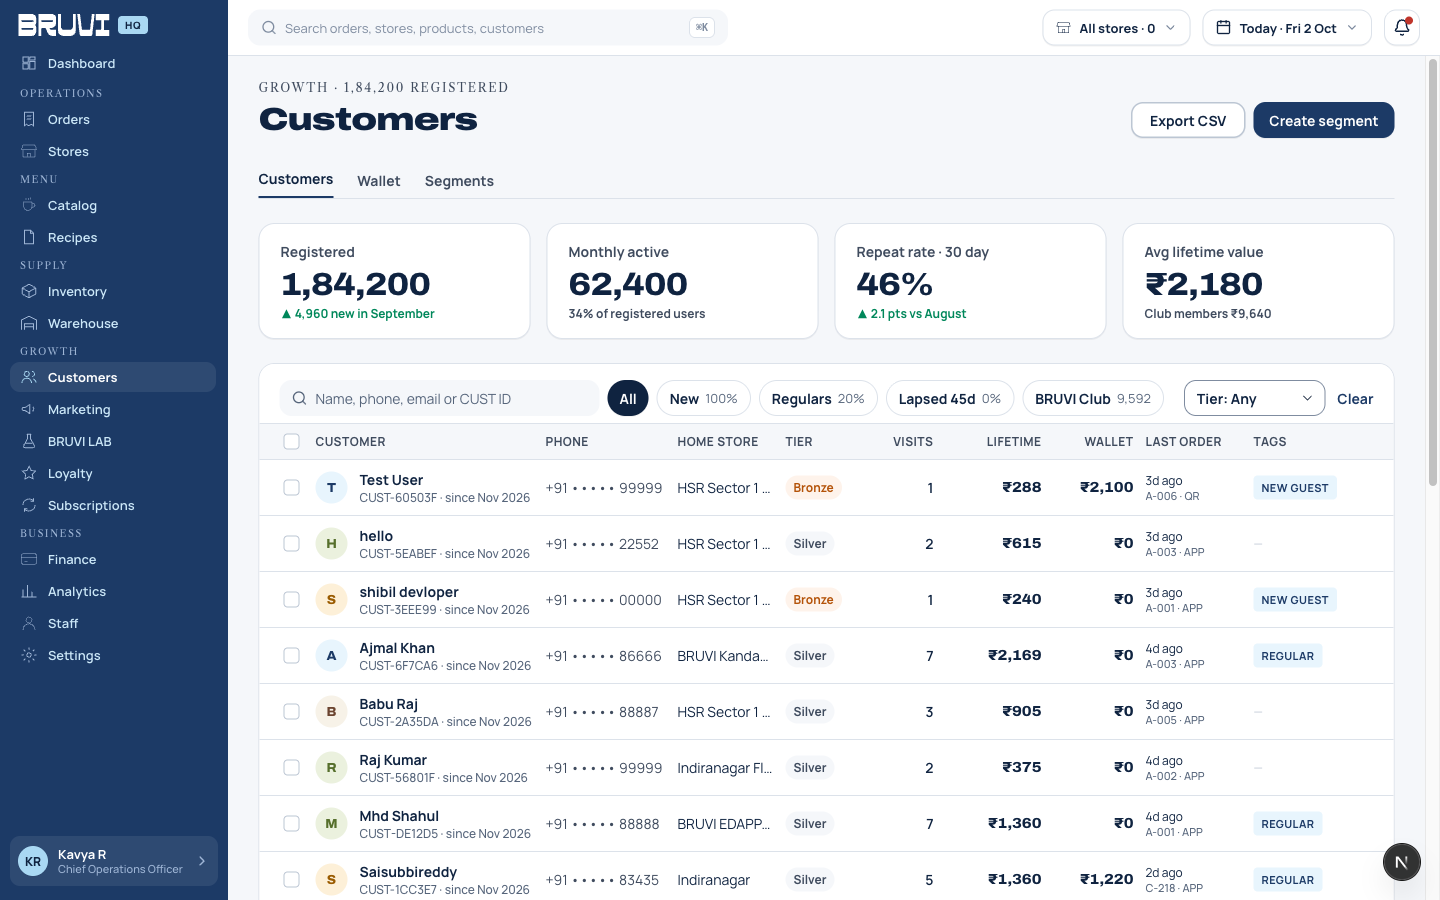 BRUVI HQ
Search orders, stores, products, customers ⌘K
All stores · 0
Today · Fri 2 Oct
Dashboard
OPERATIONS
Orders
Stores
MENU
Catalog
Recipes
SUPPLY
Inventory
Warehouse
GROWTH
Customers
Marketing
BRUVI LAB
Loyalty
Subscriptions
BUSINESS
Finance
Analytics
Staff
Settings
KR
Kavya R
Chief Operations Officer
GROWTH · 1,84,200 REGISTERED
Customers
Export CSV
Create segment
Customers Wallet Segments
Registered
1,84,200
▲ 4,960 new in September
Monthly active
62,400
34% of registered users
Repeat rate · 30 day
46%
▲ 2.1 pts vs August
Avg lifetime value
₹2,180
Club members ₹9,640
Name, phone, email or CUST ID
All
New 100%
Regulars 20%
Lapsed 45d 0%
BRUVI Club 9,592
Tier: Any
Clear
CUSTOMER PHONE HOME STORE TIER VISITS LIFETIME WALLET LAST ORDER TAGS
T Test User +91 ••••• 99999 HSR Sector 1 ... Bronze 1 ₹288 ₹2,100 3d ago NEW GUEST
CUST-60503F · since Nov 2026 A-006 · QR
H hello +91 ••••• 22552 HSR Sector 1 ... Silver 2 ₹615 ₹0 3d ago —
CUST-5EABEF · since Nov 2026 A-003 · APP
S shibil devloper +91 ••••• 00000 HSR Sector 1 ... Bronze 1 ₹240 ₹0 3d ago NEW GUEST
CUST-3EEE99 · since Nov 2026 A-001 · APP
A Ajmal Khan +91 ••••• 86666 BRUVI Kanda... Silver 7 ₹2,169 ₹0 4d ago REGULAR
CUST-6F7CA6 · since Nov 2026 A-003 · APP
B Babu Raj +91 ••••• 88887 HSR Sector 1 ... Silver 3 ₹905 ₹0 3d ago —
CUST-2A35DA · since Nov 2026 A-005 · APP
R Raj Kumar +91 ••••• 99999 Indiranagar Fl... Silver 2 ₹375 ₹0 4d ago —
CUST-56801F · since Nov 2026 A-002 · APP
M Mhd Shahul +91 ••••• 88888 BRUVI EDAPP... Silver 7 ₹1,360 ₹0 4d ago REGULAR
CUST-DE12D5 · since Nov 2026 A-001 · APP
S Saisubbireddy +91 ••••• 83435 Indiranagar Silver 5 ₹1,360 ₹1,220 2d ago REGULAR
CUST-1CC3E7 · since Nov 2026 C-218 · APP
N